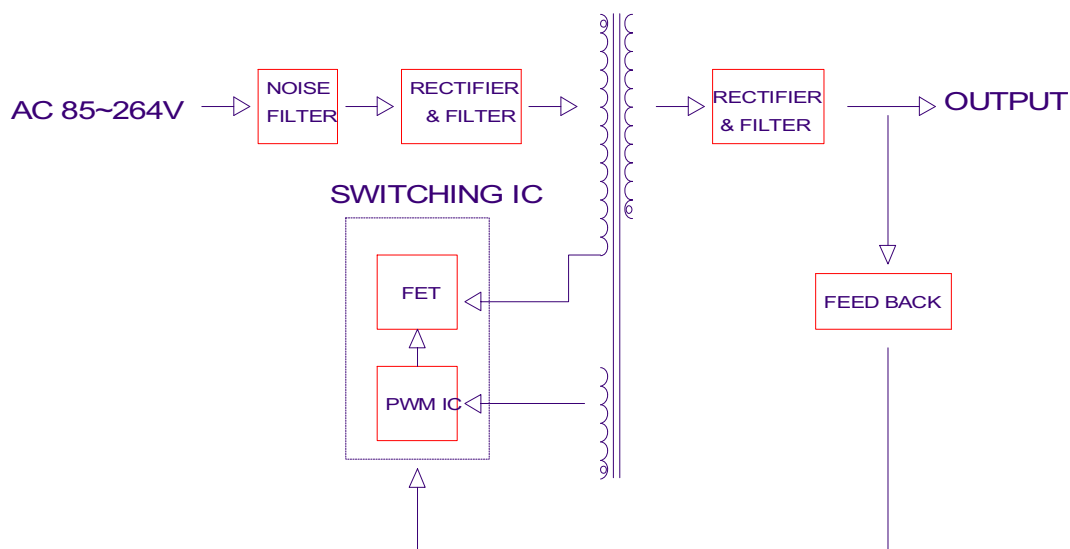 AC 85~264V
NOISE
FILTER
RECTIFIER
& FILTER
RECTIFIER
& FILTER
OUTPUT
SWITCHING IC
FET
FEED BACK
PWM IC